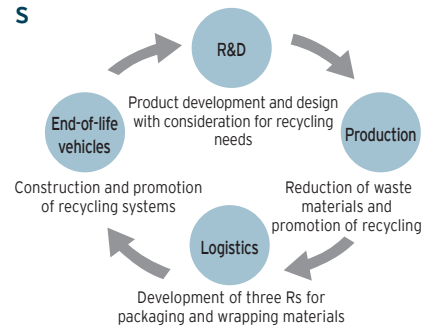 S
R&D
Product development and design
with consideration for recycling
needs
Production
Reduction of waste
materials and
promotion of recycling
Logistics
Development of three Rs for
packaging and wrapping materials
End-of-life
vehicles
Construction and promotion
of recycling systems